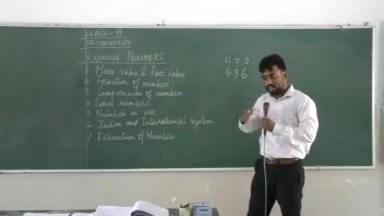 CLASS - VI
MATHEMATICS
KNOWING NUMBERS
1. Place value & Face value
2. Formation of numbers
3. Comparision of numbers
4. Large numbers
5. Numbers in use
6. Indian and International system
7. Estimation of Numbers
H T O
4 3 6